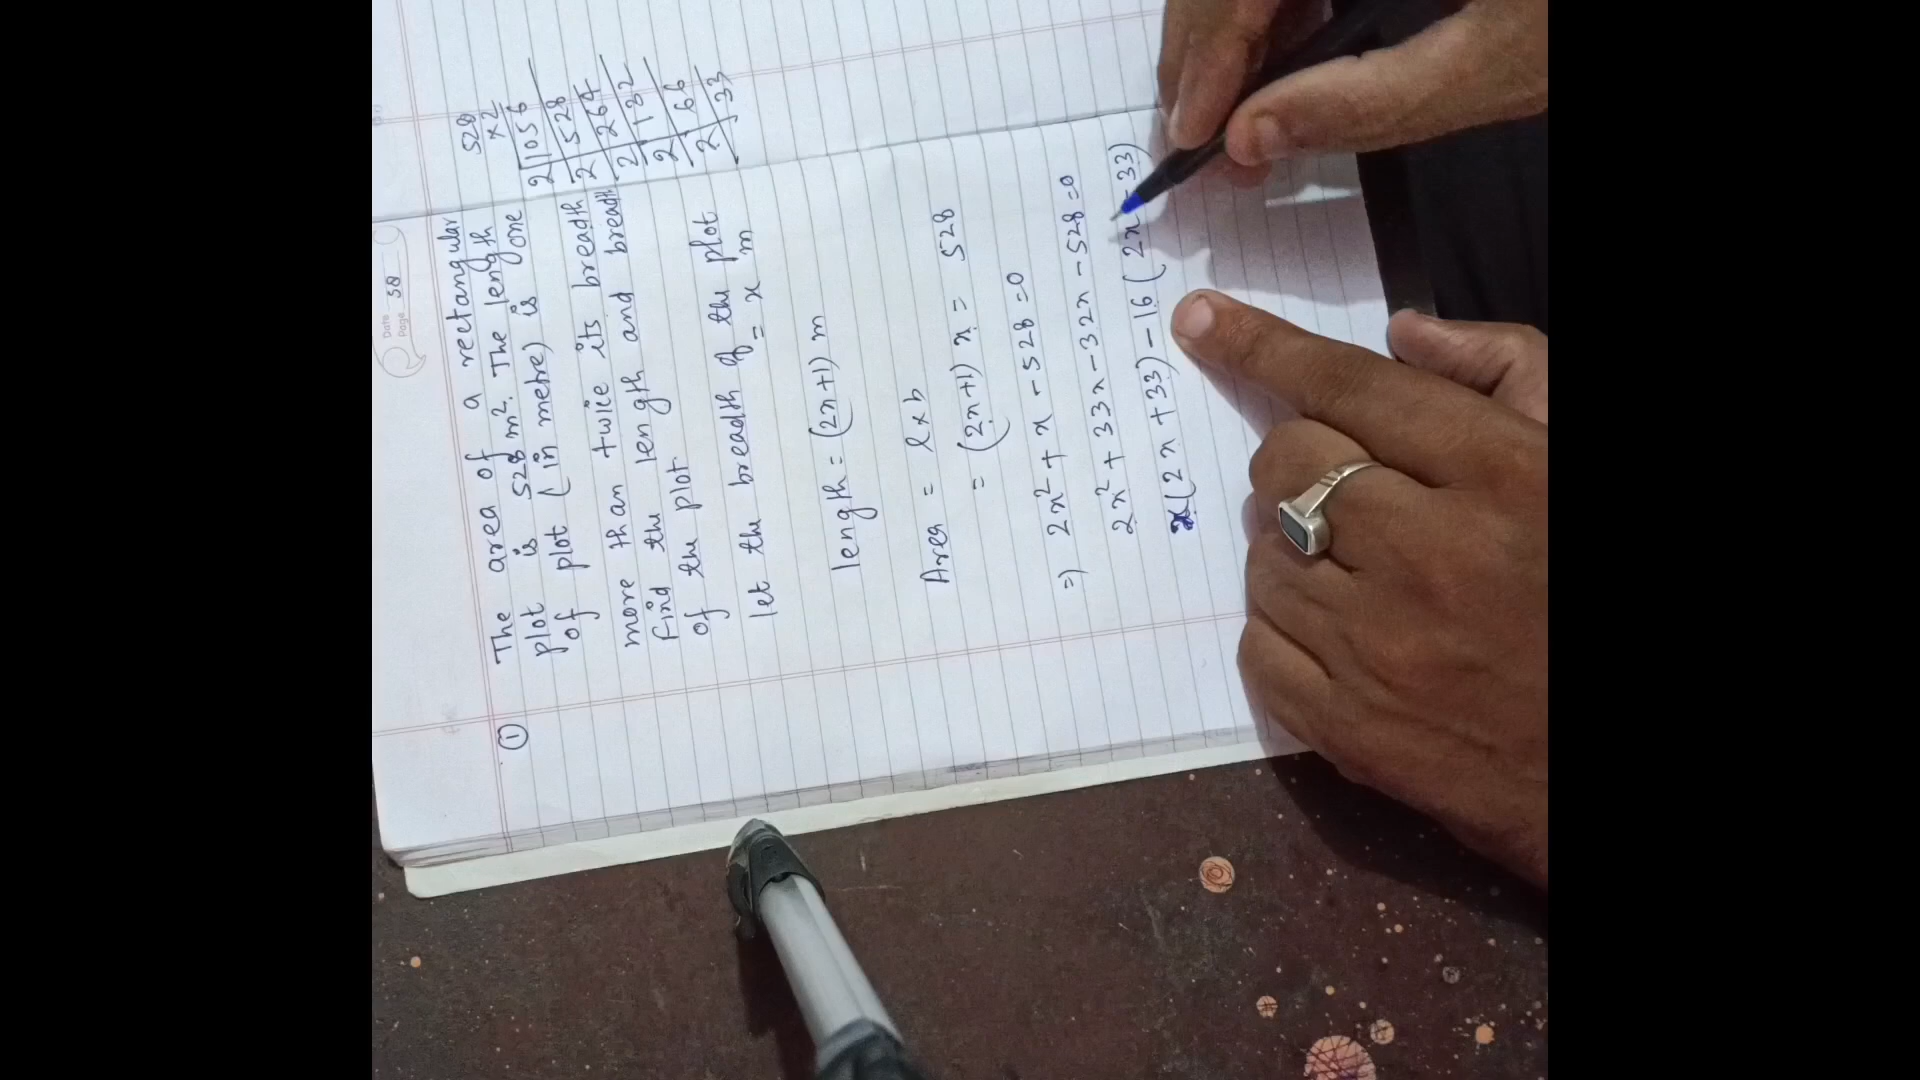 Date
Page 58
① The area of a rectangular
plot is 528 m². The length
of plot (in metre) is one
more than twice its breadth
Find the length and breadth
of the plot.
let the breadth of the plot
= x m
length = (2x+1) m
Area = l×b
= (2x+1) x = 528
=) 2x² + x - 528 =0
2x² + 33x - 32x - 528 =0
x(2x +33) - 16 (2x - 33)
528
×2
2 1056
2 528
2 264
2 132
2 66
2 33